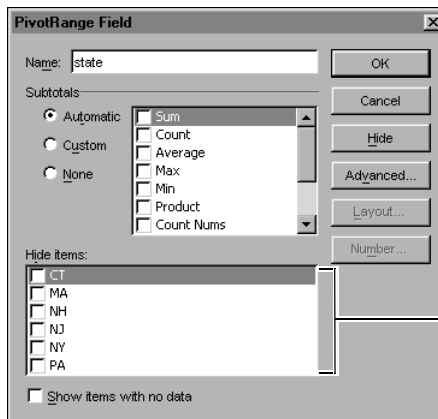 PivotRange Field
Name: state
OK
Subtotals
Cancel
Automatic
Custom
None
Sum
Count
Average
Max
Min
Product
Count Nums
Hide
Advanced...
Layout...
Number...
Hide items:
CT
MA
NH
NJ
NY
PA
Show items with no data